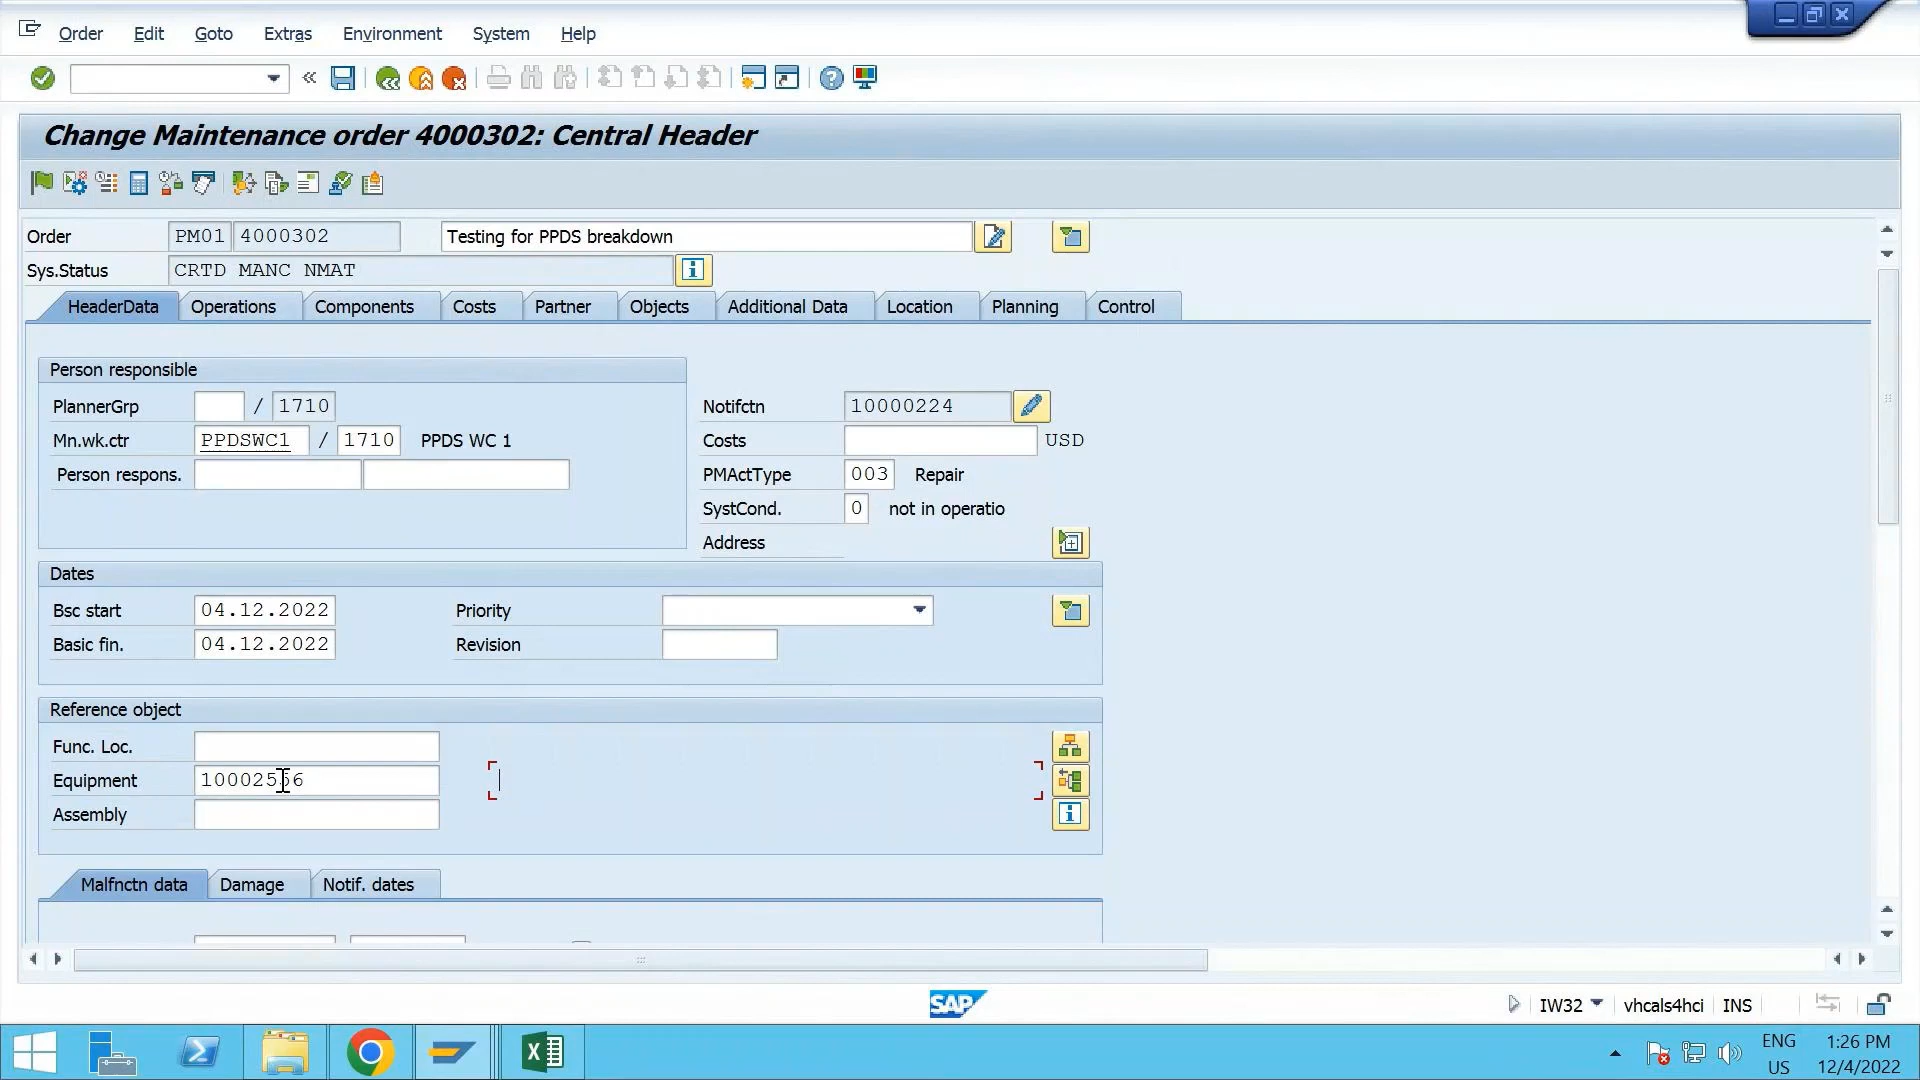 Order Edit Goto Extras Environment System Help
Change Maintenance order 4000302: Central Header
Order PM01 4000302 Testing for PPDS breakdown
Sys.Status CRTD MANC NMAT
HeaderData Operations Components Costs Partner Objects Additional Data Location Planning Control
Person responsible
PlannerGrp / 1710 Notifctn 10000224
Mn.wk.ctr PPDSWC1 / 1710 PPDS WC 1 Costs USD
Person respons. PMActType 003 Repair
SystCond. 0 not in operatio
Address
Dates
Bsc start 04.12.2022 Priority
Basic fin. 04.12.2022 Revision
Reference object
Func. Loc.
Equipment
Assembly
Malfnctn data Damage Notif. dates
SAP IW32 vhcals4hci INS
ENG 1:26 PM
US 12/4/2022